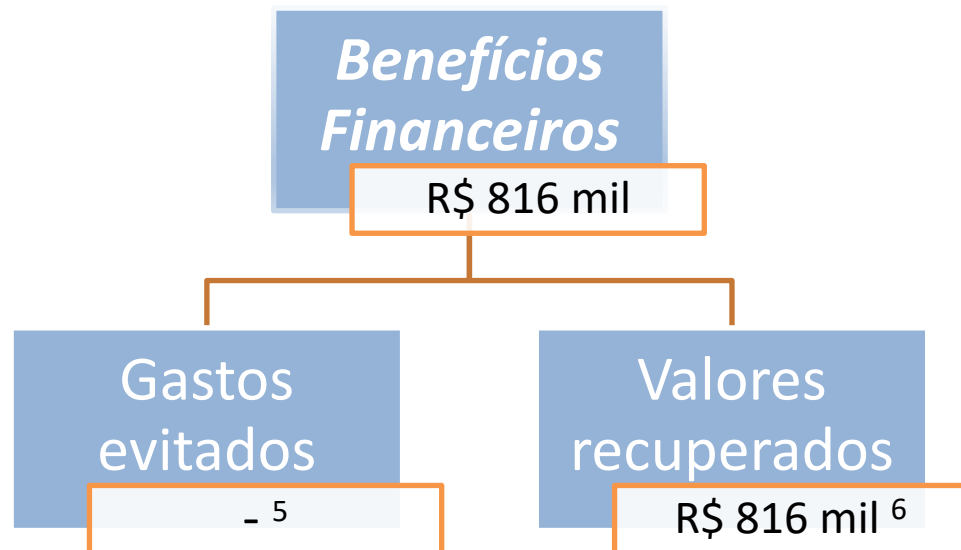 Benefícios
Financeiros
R$ 816 mil
Gastos
evitados
- 5
Valores
recuperados
R$ 816 mil 6